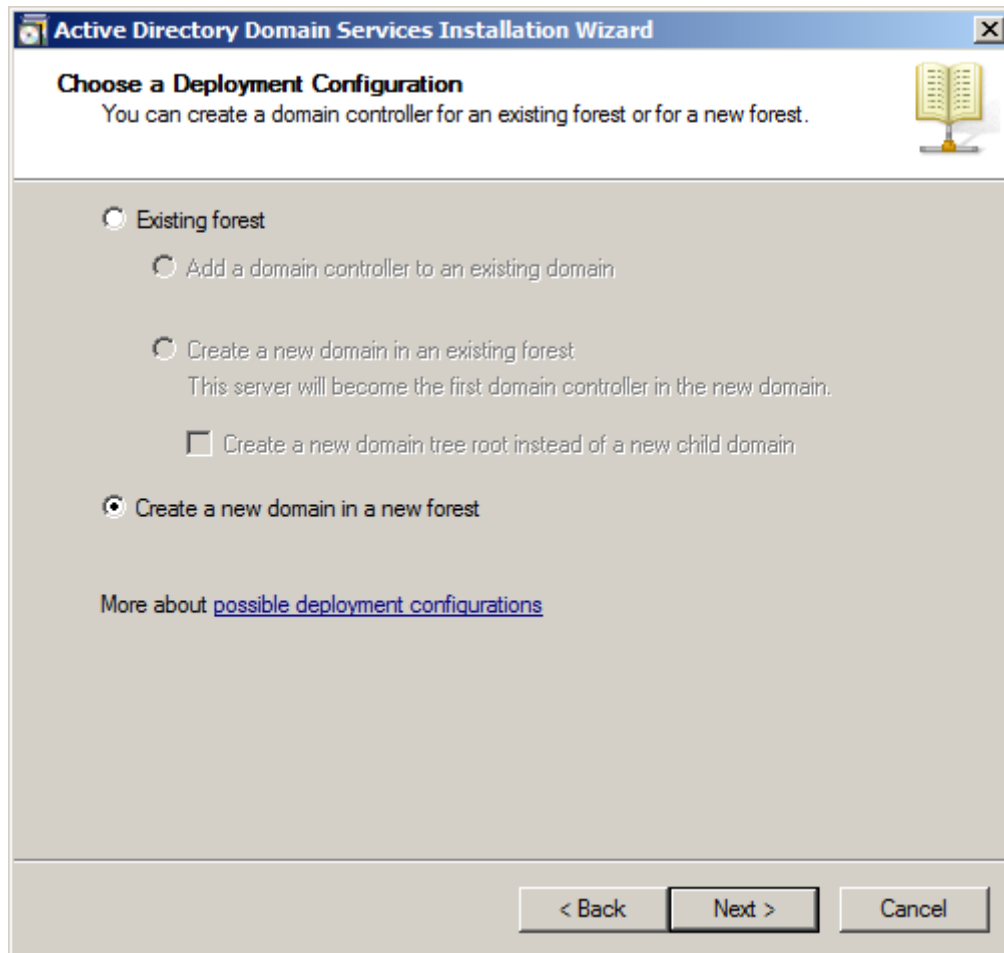 Active Directory Domain Services Installation Wizard
Choose a Deployment Configuration
You can create a domain controller for an existing forest or for a new forest.
Existing forest
Add a domain controller to an existing domain
Create a new domain in an existing forest
This server will become the first domain controller in the new domain.
Create a new domain tree root instead of a new child domain
Create a new domain in a new forest
More about possible deployment configurations
< Back Next > Cancel